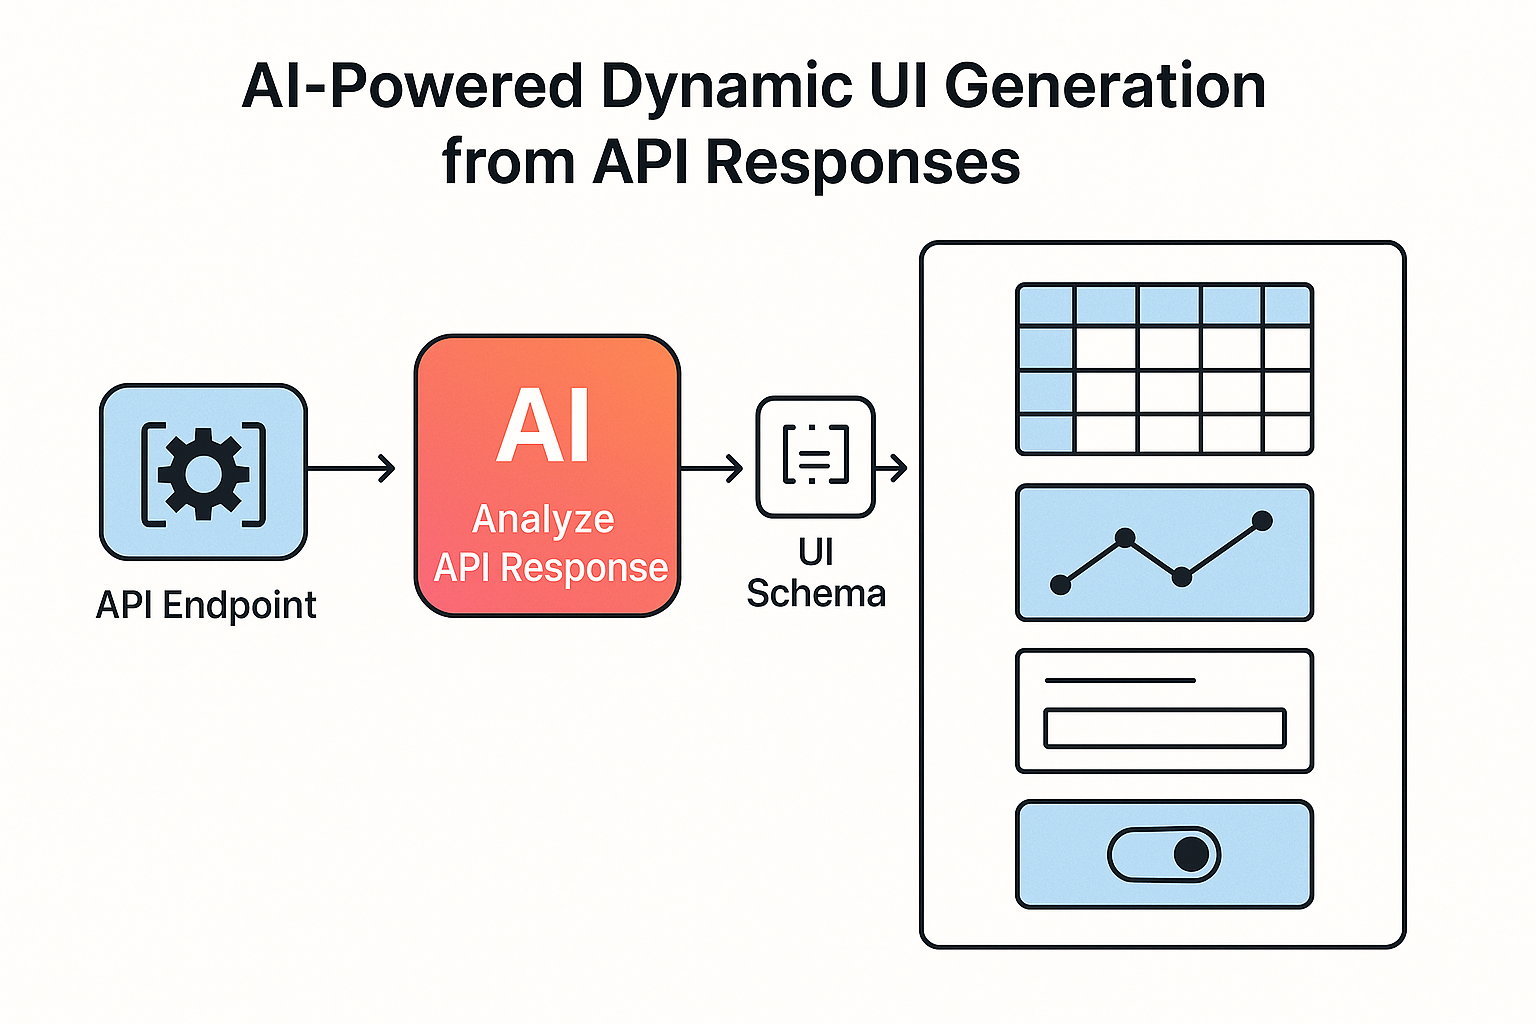 AI-Powered Dynamic UI Generation
from API Responses
API Endpoint
AI
Analyze
API Response
UI
Schema